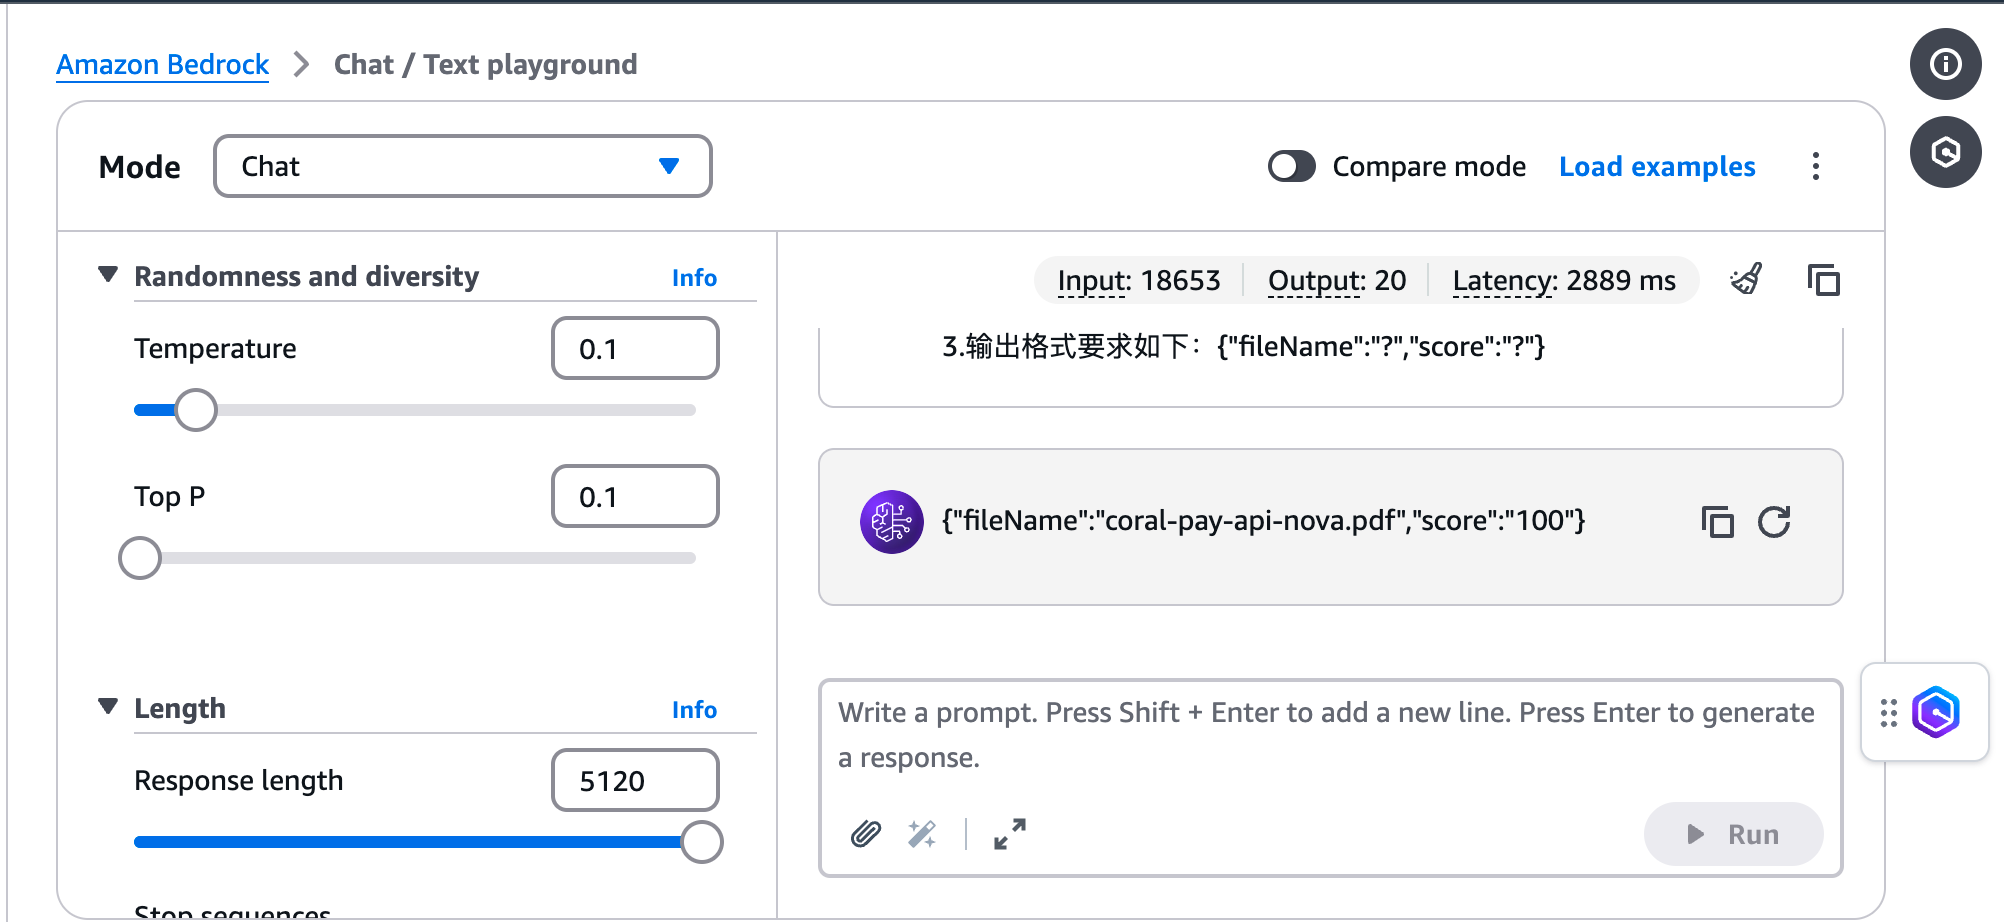 Amazon Bedrock > Chat / Text playground
Mode Chat Compare mode Load examples
Randomness and diversity Info
Temperature 0.1
Top P 0.1
Length Info
Response length 5120
Stop sequences
Input: 18653 Output: 20 Latency: 2889 ms
3.输出格式要求如下：{"fileName":"?","score":"?"}
{"fileName":"coral-pay-api-nova.pdf","score":"100"}
Write a prompt. Press Shift + Enter to add a new line. Press Enter to generate
a response.
Run